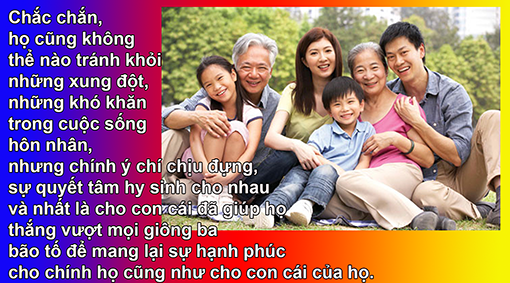 Chắc chắn,
họ cũng không
thể nào tránh khỏi
những xung đột,
những khó khăn
trong cuộc sống
hôn nhân,
nhưng chính ý chí chịu đựng,
sự quyết tâm hy sinh cho nhau
và nhất là cho con cái đã giúp họ
thắng vượt mọi giông ba
bão tố để mang lại sự hạnh phúc
cho chính họ cũng như cho con cái của họ.